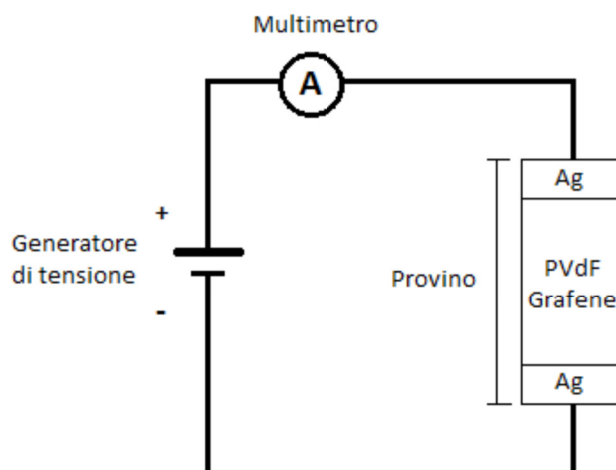 Multimetro
A
Ag
+
Generatore
di tensione
-
Provino
PVdF
Grafene
Ag